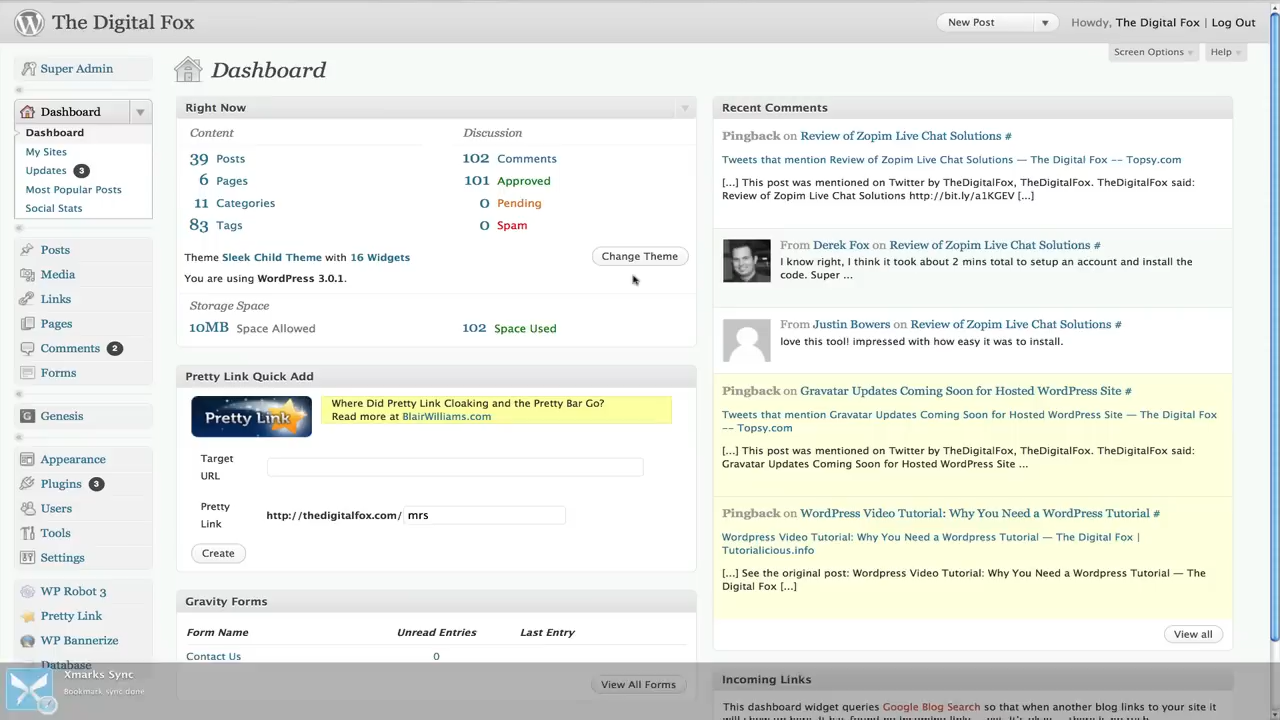 The Digital Fox
New Post
Howdy, The Digital Fox | Log Out
Screen Options
Help
Super Admin
Dashboard
Dashboard
My Sites
Updates 3
Most Popular Posts
Social Stats
Posts
Media
Links
Pages
Comments 2
Forms
Genesis
Appearance
Plugins 3
Users
Tools
Settings
WP Robot 3
Pretty Link
WP Bannerize
Database
Dashboard
Right Now
Content
39 Posts
6 Pages
11 Categories
83 Tags
Discussion
102 Comments
101 Approved
0 Pending
0 Spam
Theme Sleek Child Theme with 16 Widgets
Change Theme
You are using WordPress 3.0.1.
Storage Space
10MB Space Allowed
102 Space Used
Pretty Link Quick Add
Pretty Link
Where Did Pretty Link Cloaking and the Pretty Bar Go?
Read more at BlairWilliams.com
Target
URL
Pretty
Link
http://thedigitalfox.com/ mrs
Create
Gravity Forms
Form Name Unread Entries Last Entry
Contact Us 0
View All Forms
Recent Comments
Pingback on Review of Zopim Live Chat Solutions #
Tweets that mention Review of Zopim Live Chat Solutions — The Digital Fox -- Topsy.com
[...] This post was mentioned on Twitter by TheDigitalFox, TheDigitalFox. TheDigitalFox said:
Review of Zopim Live Chat Solutions http://bit.ly/a1KGEV [...]
From Derek Fox on Review of Zopim Live Chat Solutions #
I know right, I think it took about 2 mins total to setup an account and install the
code. Super ...
From Justin Bowers on Review of Zopim Live Chat Solutions #
love this tool! impressed with how easy it was to install.
Pingback on Gravatar Updates Coming Soon for Hosted WordPress Site #
Tweets that mention Gravatar Updates Coming Soon for Hosted WordPress Site — The Digital Fox
-- Topsy.com
[...] This post was mentioned on Twitter by TheDigitalFox, TheDigitalFox. TheDigitalFox said:
Gravatar Updates Coming Soon for Hosted WordPress Site ...
Pingback on WordPress Video Tutorial: Why You Need a WordPress Tutorial #
Wordpress Video Tutorial: Why You Need a Wordpress Tutorial — The Digital Fox |
Tutorialicious.info
[...] See the original post: Wordpress Video Tutorial: Why You Need a Wordpress Tutorial — The
Digital Fox [...]
View all
Incoming Links
This dashboard widget queries Google Blog Search so that when another blog links to your site it
Xmarks Sync
Bookmark sync done